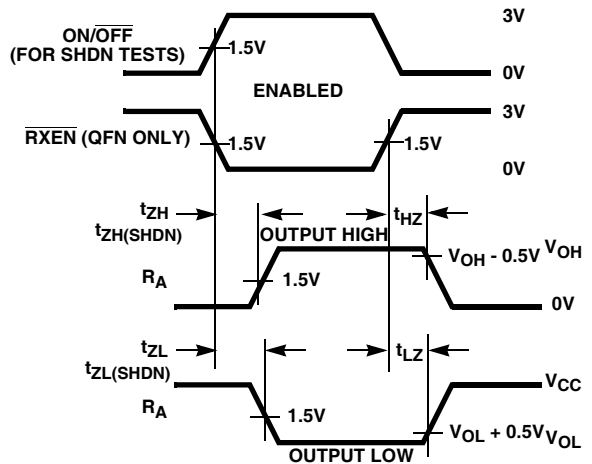 ON/OFF
(FOR SHDN TESTS)
3V
1.5V
0V
ENABLED
3V
RXEN (QFN ONLY)
1.5V
1.5V
0V
tZH
tZH(SHDN)
tHZ
OUTPUT HIGH
VOH - 0.5V
VOH
RA
1.5V
0V
tZL
tZL(SHDN)
tLZ
VCC
RA
1.5V
VOL + 0.5V
VOL
OUTPUT LOW